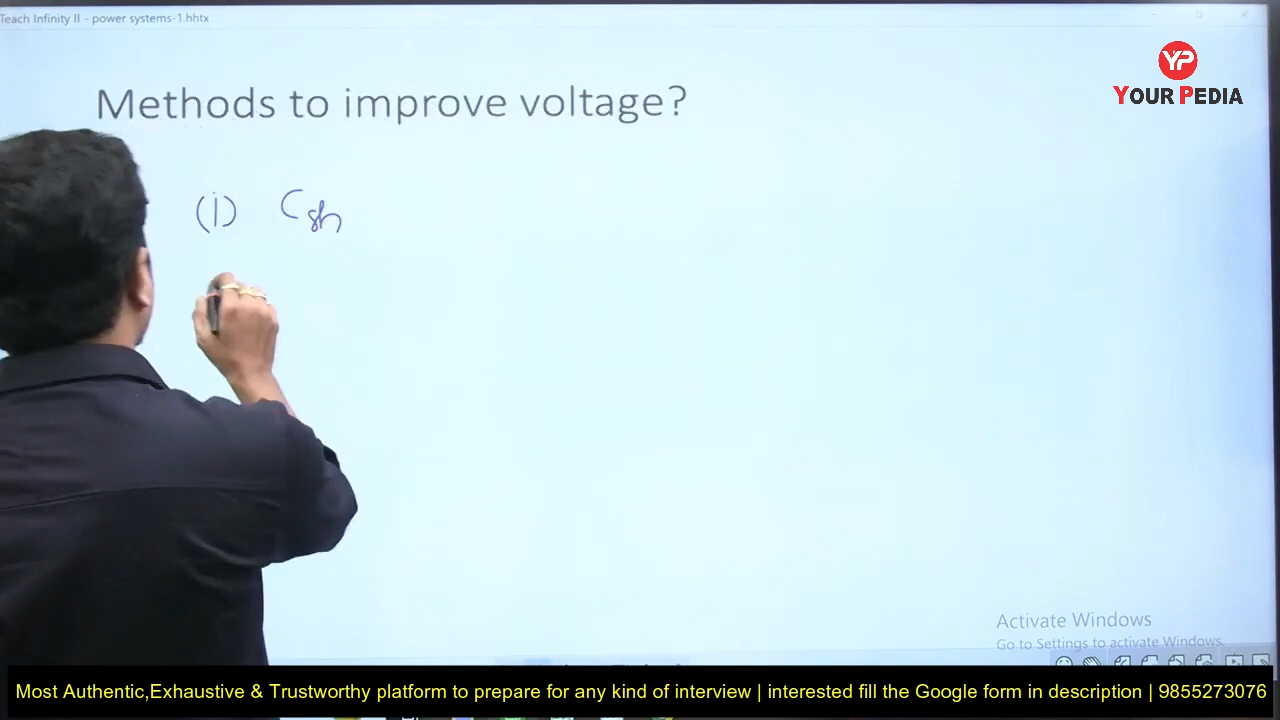 Teach Infinity II - power systems-1.hhtx
YP
YOUR PEDIA
Methods to improve voltage?
(i) Csh
Activate Windows
Go to Settings to activate Windows.
Most Authentic,Exhaustive & Trustworthy platform to prepare for any kind of interview | interested fill the Google form in description | 9855273076